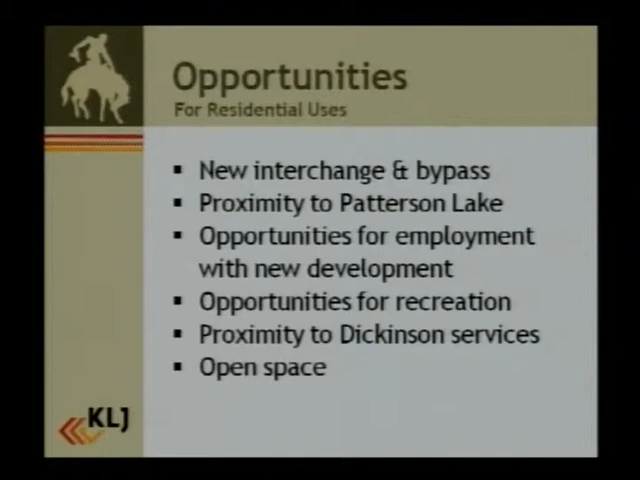 Opportunities
For Residential Uses
▪ New interchange & bypass
▪ Proximity to Patterson Lake
▪ Opportunities for employment
with new development
▪ Opportunities for recreation
▪ Proximity to Dickinson services
▪ Open space
KLJ